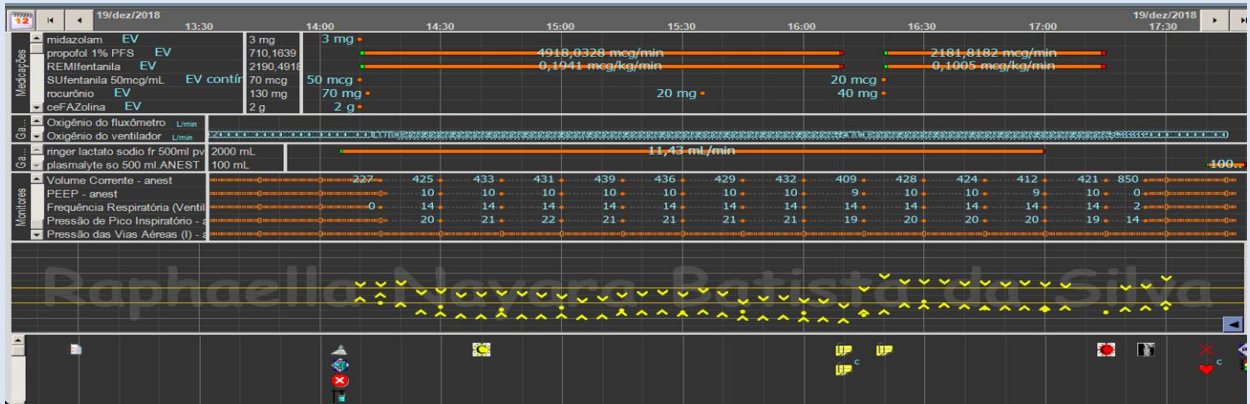 12 19/dez/2018 19/dez/2018
13:30 14:00 14:30 15:00 15:30 16:00 16:30 17:00 17:30
Medicações
midazolam EV 3 mg 3 mg
propofol 1% PFS EV 710,1639 4918,0328 mcg/min 2181,8182 mcg/min
REMIfentanila EV 2190,4918 0,1941 mcg/kg/min 0,1005 mcg/kg/min
SUfentanila 50mcg/mL EV contín 70 mcg 50 mcg 20 mcg
rocurônio EV 130 mg 70 mg 20 mg 40 mg
ceFAZolina EV 2 g 2 g
Ga...
Oxigênio do fluxômetro L/min
Oxigênio do ventilador L/min
Ga...
ringer lactato sodio fr 500ml pv 2000 mL 11,43 mL/min
plasmalyte so 500 ml.ANEST 100 mL 100...
Monitores
Volume Corrente - anest 227 425 433 431 439 436 429 432 409 428 424 412 421 850
PEEP - anest 10 10 10 10 10 10 10 9 10 10 9 10 0
Frequência Respiratória (Ventil 0 14 14 14 14 14 14 14 14 14 14 14 14 2
Pressão de Pico Inspiratório - a 20 21 22 21 21 21 21 19 20 20 20 19 14
Pressão das Vias Aéreas (I) - a
Raphaella Nayara Batista da Silva
C
c
c